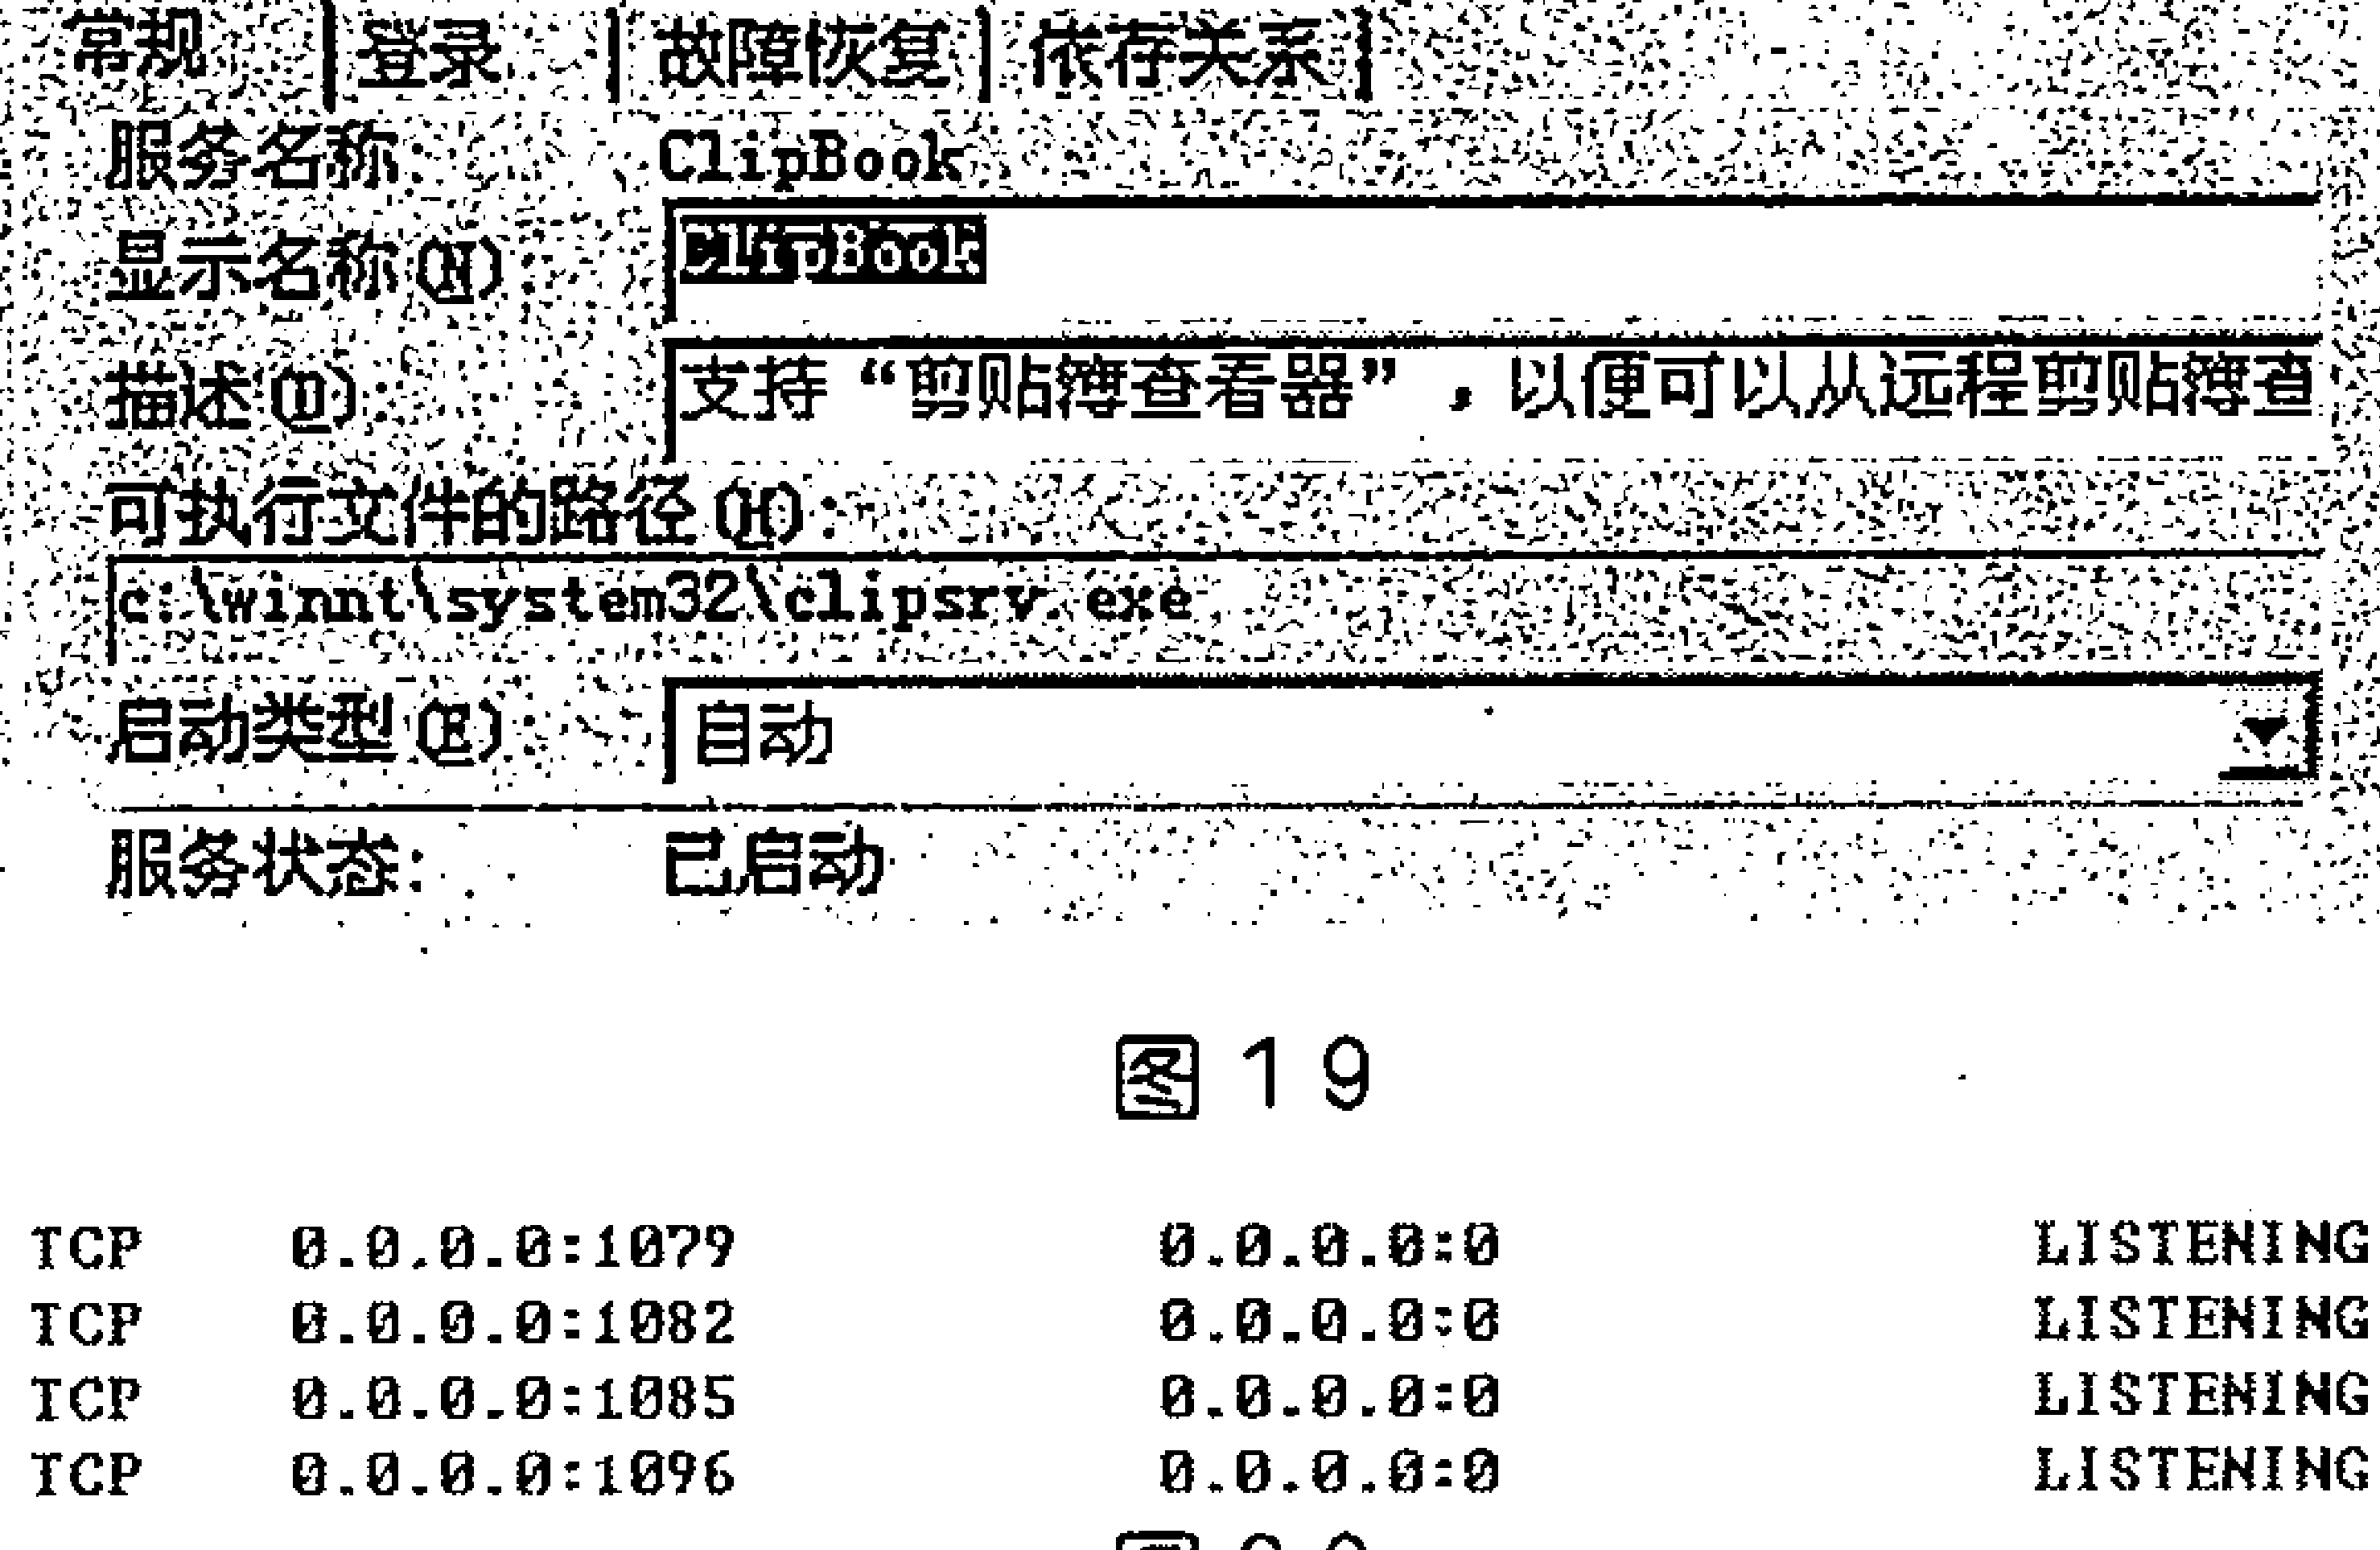 常规 登录 故障恢复 依存关系
服务名称: ClipBook
显示名称(N): ClipBook
描述(D): 支持“剪贴簿查看器”，以便可以从远程剪贴簿查
可执行文件的路径(H):
c:\winnt\system32\clipsrv.exe
启动类型(E): 自动
服务状态: 已启动
图19
TCP 0.0.0.0:1079 0.0.0.0:0 LISTENING
TCP 0.0.0.0:1082 0.0.0.0:0 LISTENING
TCP 0.0.0.0:1085 0.0.0.0:0 LISTENING
TCP 0.0.0.0:1096 0.0.0.0:0 LISTENING